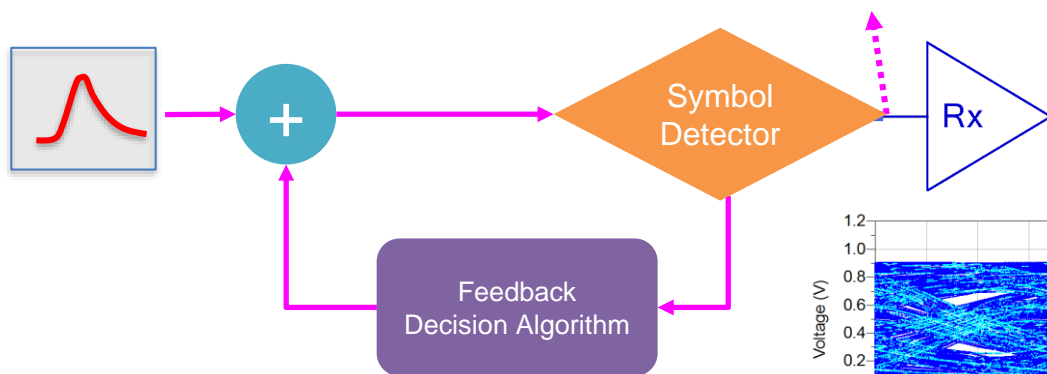 +
Symbol
Detector
Rx
Feedback
Decision Algorithm
Voltage (V)
1.2
1.0
0.8
0.6
0.4
0.2